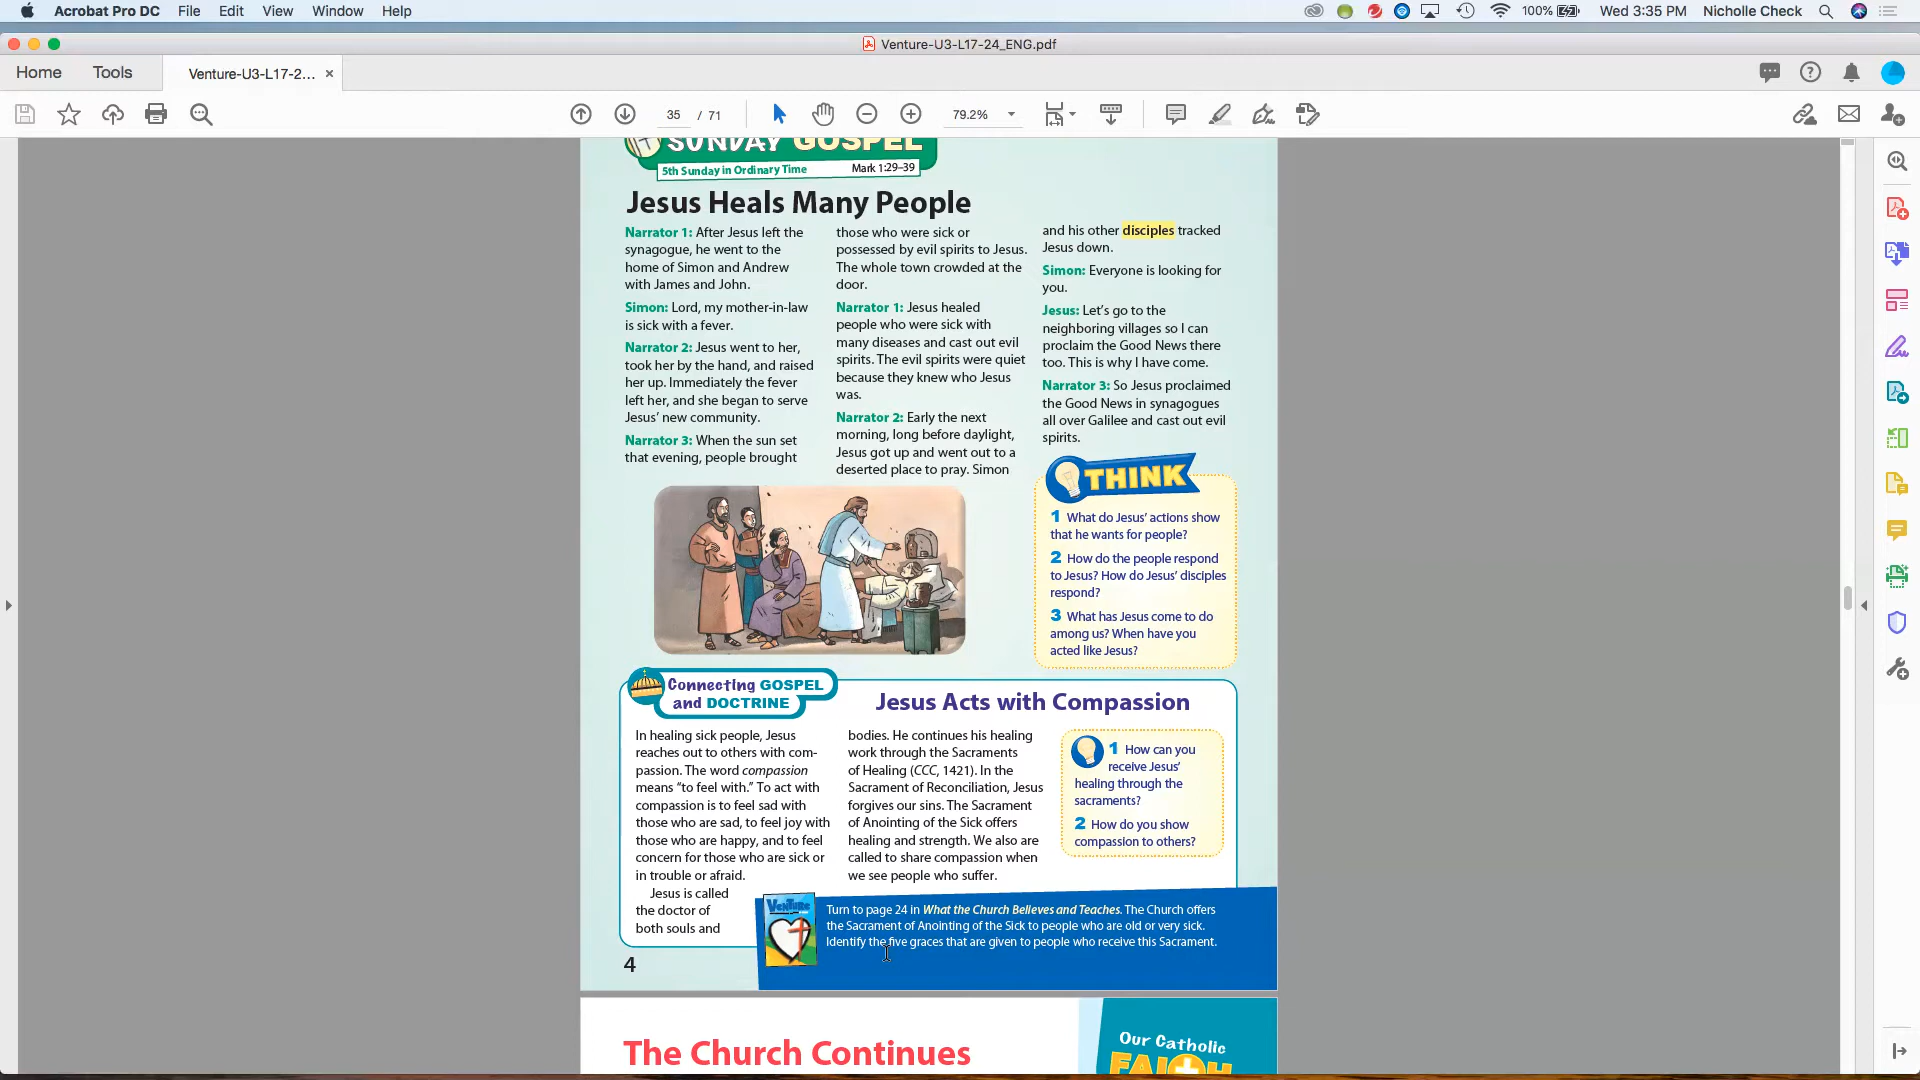 Acrobat Pro DC File Edit View Window Help
100% Wed 3:35 PM Nicholle Check
Venture-U3-L17-24_ENG.pdf
Home Tools Venture-U3-L17-2... ×
35 / 71 79.2%
SUNDAY GOSPEL
5th Sunday in Ordinary Time Mark 1:29–39
Jesus Heals Many People
Narrator 1: After Jesus left the
synagogue, he went to the
home of Simon and Andrew
with James and John.
Simon: Lord, my mother-in-law
is sick with a fever.
Narrator 2: Jesus went to her,
took her by the hand, and raised
her up. Immediately the fever
left her, and she began to serve
Jesus’ new community.
Narrator 3: When the sun set
that evening, people brought
those who were sick or
possessed by evil spirits to Jesus.
The whole town crowded at the
door.
Narrator 1: Jesus healed
people who were sick with
many diseases and cast out evil
spirits. The evil spirits were quiet
because they knew who Jesus
was.
Narrator 2: Early the next
morning, long before daylight,
Jesus got up and went out to a
deserted place to pray. Simon
and his other disciples tracked
Jesus down.
Simon: Everyone is looking for
you.
Jesus: Let’s go to the
neighboring villages so I can
proclaim the Good News there
too. This is why I have come.
Narrator 3: So Jesus proclaimed
the Good News in synagogues
all over Galilee and cast out evil
spirits.
THINK
1 What do Jesus’ actions show
that he wants for people?
2 How do the people respond
to Jesus? How do Jesus’ disciples
respond?
3 What has Jesus come to do
among us? When have you
acted like Jesus?
Connecting GOSPEL
and DOCTRINE
Jesus Acts with Compassion
In healing sick people, Jesus
reaches out to others with com-
passion. The word compassion
means “to feel with.” To act with
compassion is to feel sad with
those who are sad, to feel joy with
those who are happy, and to feel
concern for those who are sick or
in trouble or afraid.
Jesus is called
the doctor of
both souls and
bodies. He continues his healing
work through the Sacraments
of Healing (CCC, 1421). In the
Sacrament of Reconciliation, Jesus
forgives our sins. The Sacrament
of Anointing of the Sick offers
healing and strength. We also are
called to share compassion when
we see people who suffer.
1 How can you
receive Jesus’
healing through the
sacraments?
2 How do you show
compassion to others?
VENTURE
Turn to page 24 in What the Church Believes and Teaches. The Church offers
the Sacrament of Anointing of the Sick to people who are old or very sick.
Identify the five graces that are given to people who receive this Sacrament.
4
The Church Continues
Our Catholic
FAITH